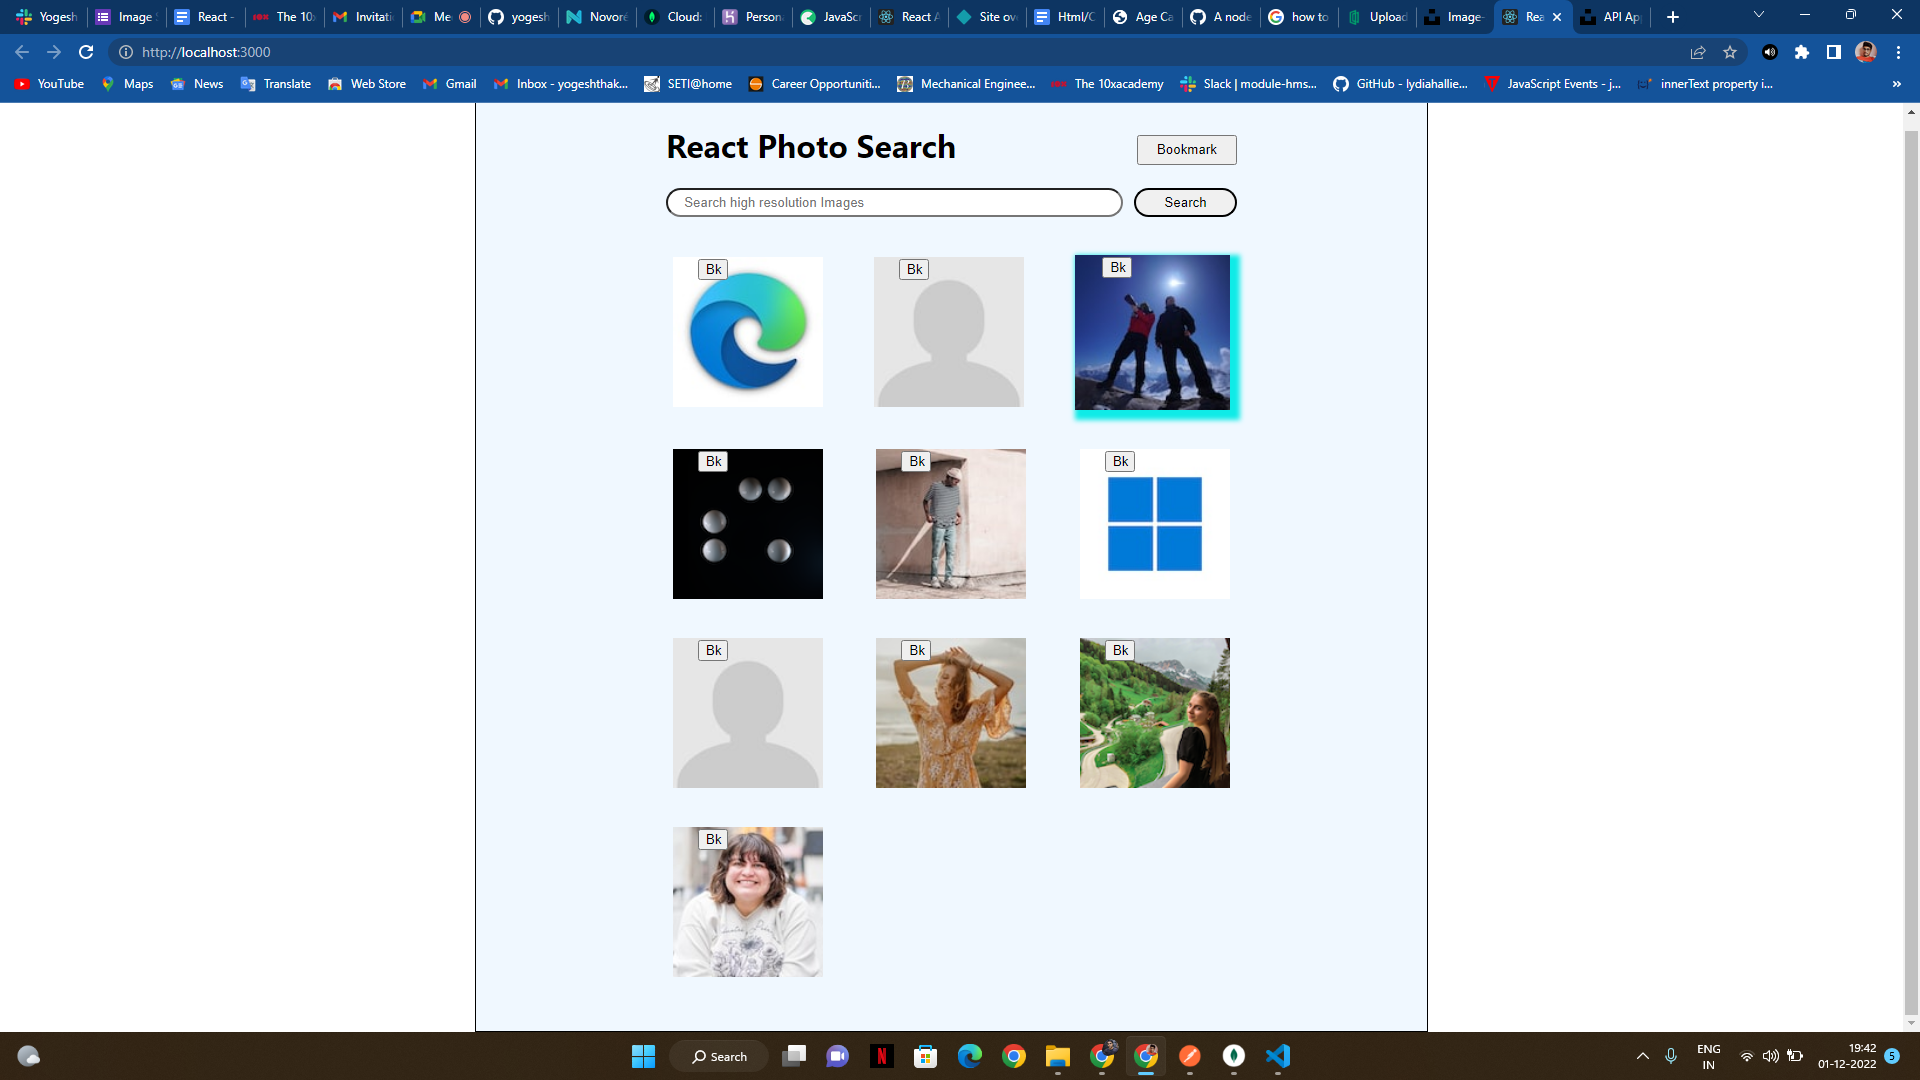 Yogesh
Image
React -
The 10x
Invitati
Me
yogesh
Novoré
Cloud:
Person
JavaScr
React A
Site ov
Html/C
Age Ca
A node
how to
Upload
Image-
Rea
API Ap
http://localhost:3000
YouTube
Maps
News
Translate
Web Store
Gmail
Inbox - yogeshthak...
SETI@home
Career Opportuniti...
Mechanical Enginee...
The 10xacademy
Slack | module-hms...
GitHub - lydiahallie...
JavaScript Events - j...
innerText property i...
»
React Photo Search
Bookmark
Search high resolution Images
Search
Bk
Bk
Bk
Bk
Bk
Bk
Bk
Bk
Bk
Bk
Search
ENG
IN
19:42
01-12-2022
5